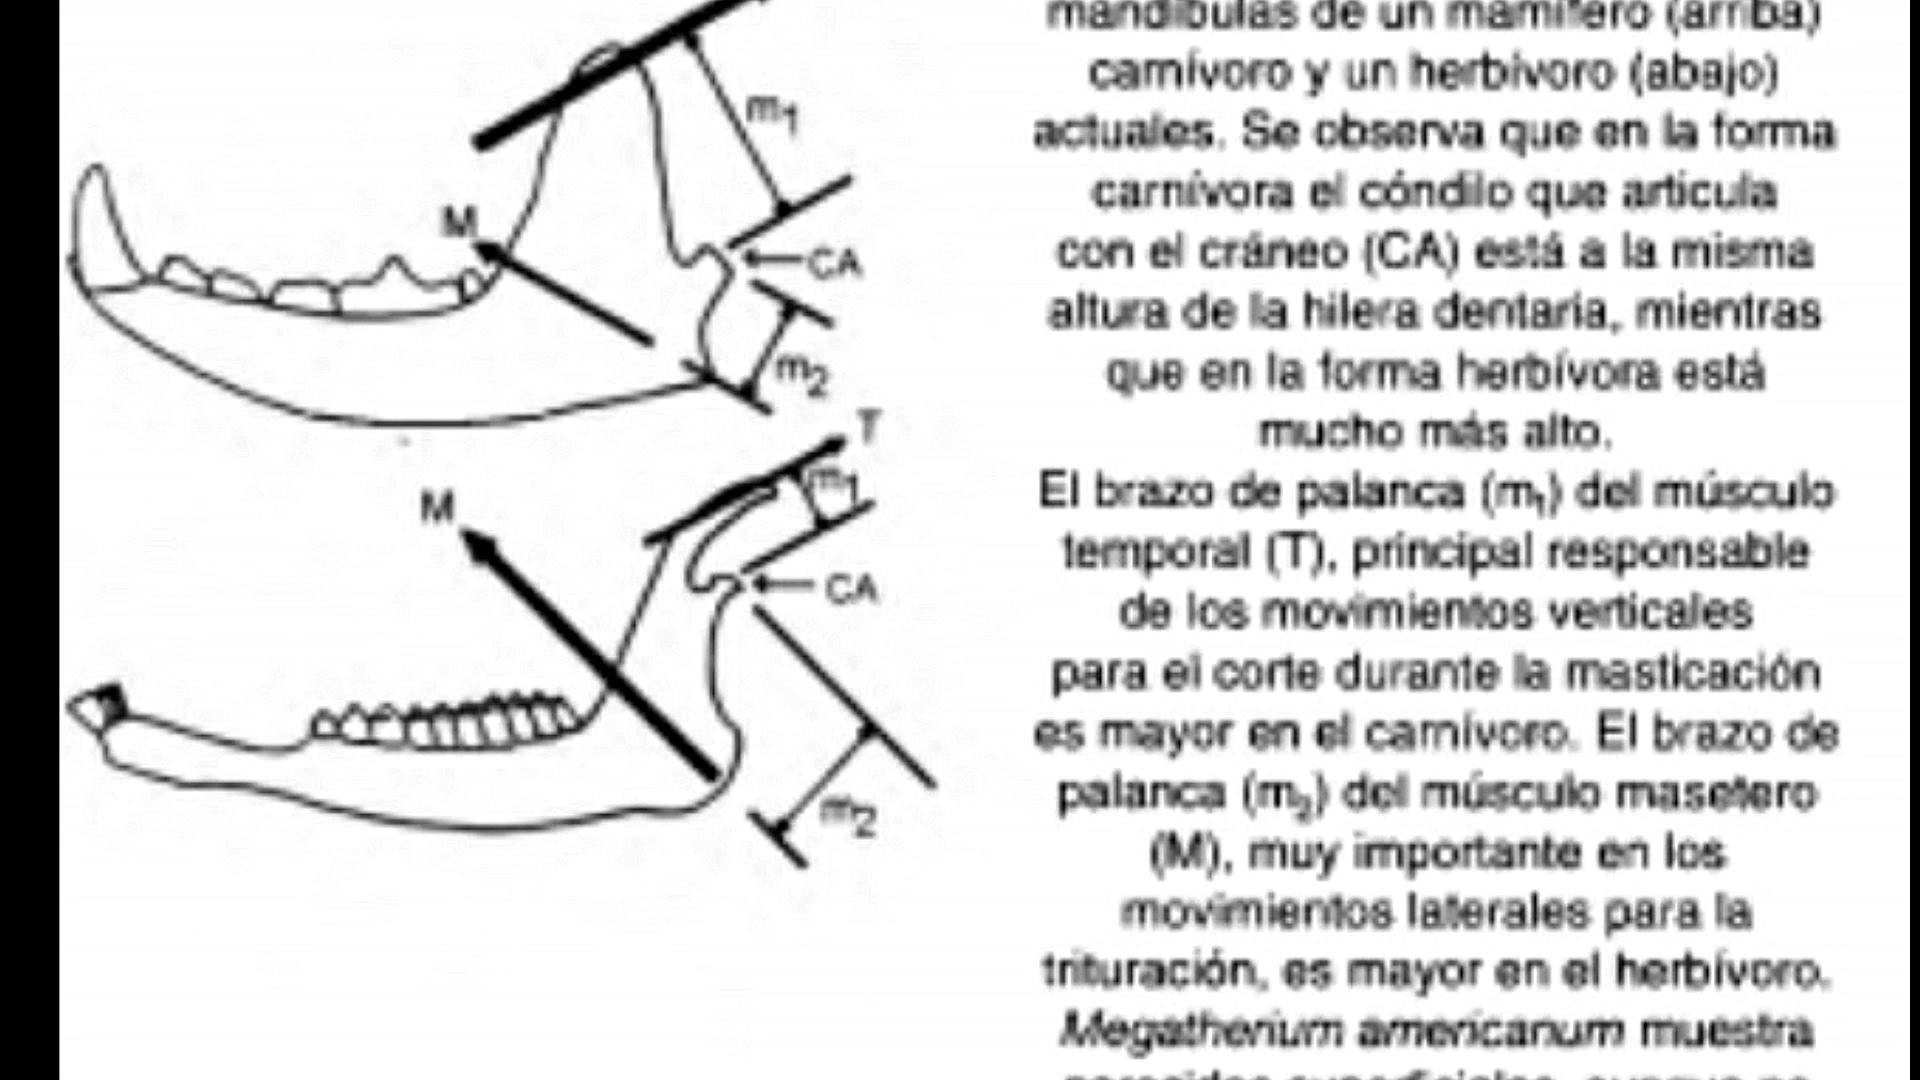 mandíbulas de un mamífero (arriba)
carnívoro y un herbívoro (abajo)
actuales. Se observa que en la forma
carnívora el cóndilo que articula
con el cráneo (CA) está a la misma
altura de la hilera dentaria, mientras
que en la forma herbívora está
mucho más alto.
El brazo de palanca (m₁) del músculo
temporal (T), principal responsable
de los movimientos verticales
para el corte durante la masticación
es mayor en el carnívoro. El brazo de
palanca (m₂) del músculo masetero
(M), muy importante en los
movimientos laterales para la
trituración, es mayor en el herbívoro.
Megatherium americanum muestra
m₁
M
CA
m₂
T
m₁
M
CA
m₂